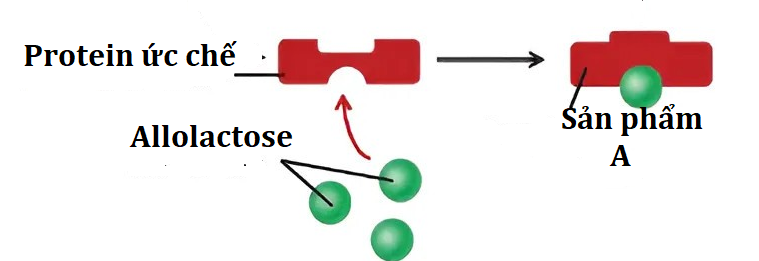 Protein ức chế
Allolactose
Sản phẩm
A